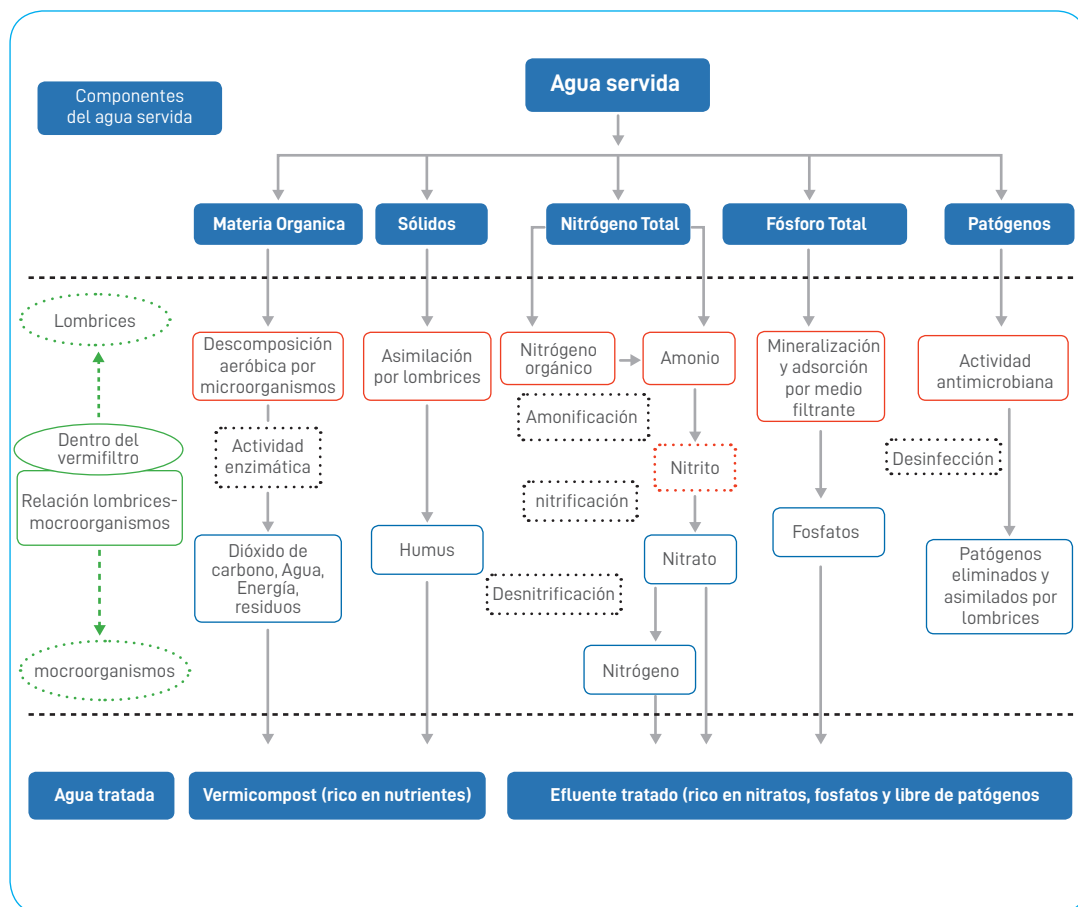 Agua servida
Componentes
del agua servida
Materia Organica
Sólidos
Nitrógeno Total
Fósforo Total
Patógenos
Lombrices
Descomposición
aeróbica por
microorganismos
Asimilación
por lombrices
Nitrógeno
orgánico
Amonio
Mineralización
y adsorción
por medio
filtrante
Actividad
antimicrobiana
Amonificación
Dentro del
vermifiltro
Actividad
enzimática
Nitrito
Desinfección
Relación lombrices-
mocroorganismos
nitrificación
Dióxido de
carbono, Agua,
Energía,
residuos
Humus
Nitrato
Fosfatos
Patógenos
eliminados y
asimilados por
lombrices
Desnitrificación
mocroorganismos
Nitrógeno
Agua tratada
Vermicompost (rico en nutrientes)
Efluente tratado (rico en nitratos, fosfatos y libre de patógenos